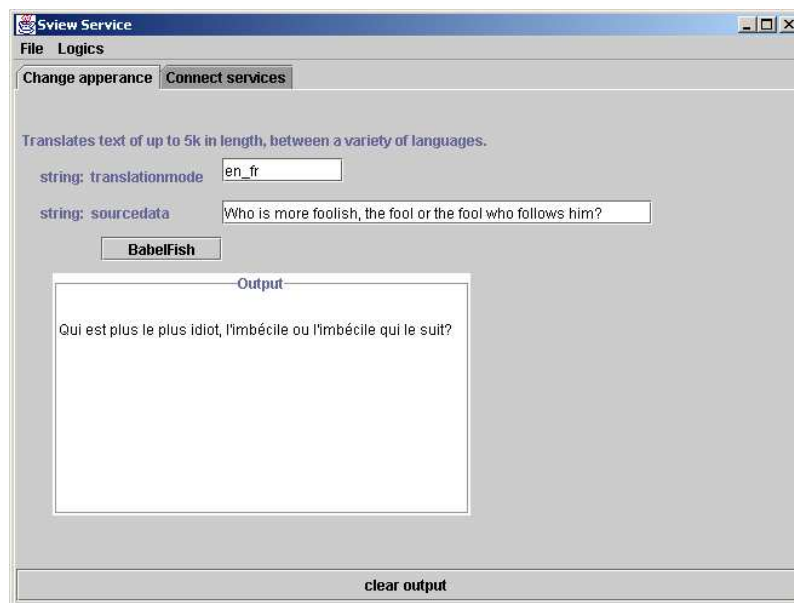 Sview Service
File Logics
Change apperance Connect services
Translates text of up to 5k in length, between a variety of languages.
string: translationmode en_fr
string: sourcedata Who is more foolish, the fool or the fool who follows him?
BabelFish
Output
Qui est plus le plus idiot, l'imbécile ou l'imbécile qui le suit?
clear output